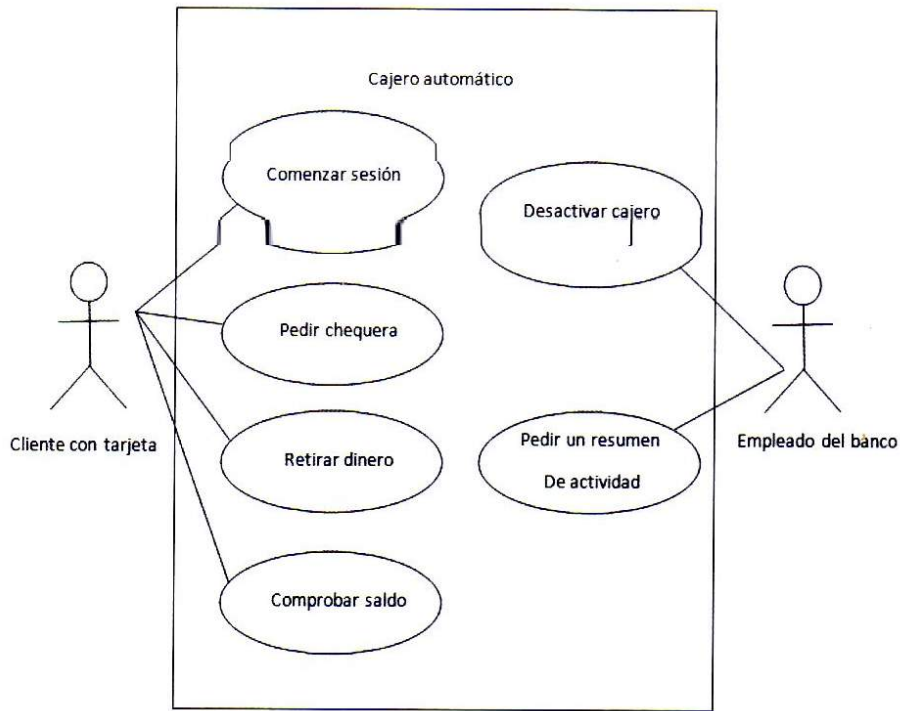 Cajero automático
Comenzar sesión
Desactivar cajero
Pedir chequera
Cliente con tarjeta
Retirar dinero
Pedir un resumen
De actividad
Empleado del banco
Comprobar saldo